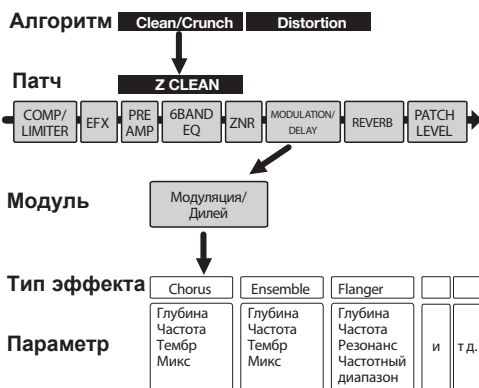 Алгоритм Clean/Crunch Distortion
Патч Z CLEAN
COMP/ LIMITER
EFX
PRE AMP
6BAND EQ
ZNR
MODULATION/ DELAY
REVERB
PATCH LEVEL
Модуль
Модуляция/
Дилей
Тип эффекта Chorus Ensemble Flanger
Параметр
Глубина
Частота
Тембр
Микс
Глубина
Частота
Тембр
Микс
Глубина
Частота
Резонанс
Частотный
диапазон
и т.д.